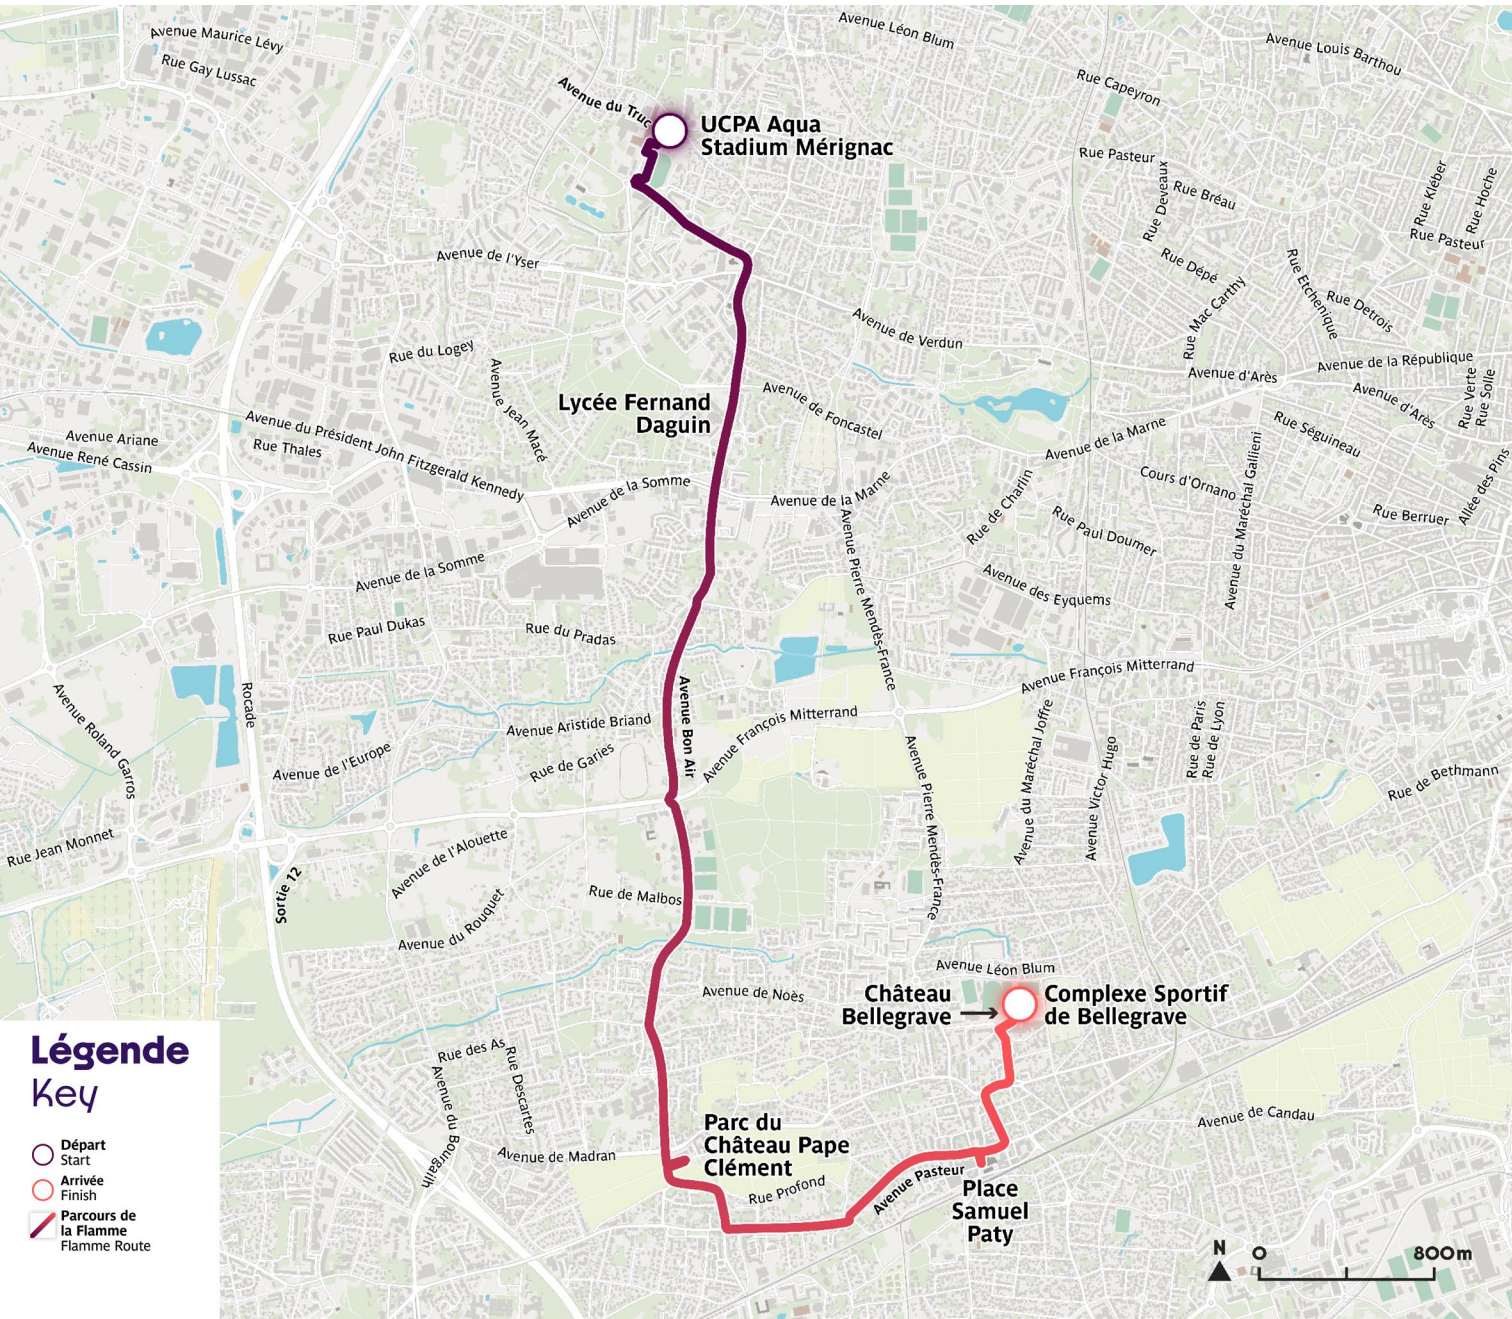 Avenue Léon Blum
Avenue Maurice Lévy
Avenue Louis Barthou
Rue Gay Lussac
Rue Capeyron
Avenue du Truc
UCPA Aqua
Stadium Mérignac
Rue Pasteur
Rue Deveaux
Rue Bréau
Rue Kléber
Rue Hoche
Rue Pasteur
Avenue de l'Yser
Rue Dépé
Rue Mac Carthy
Rue Etchenique
Rue Detrois
Avenue de Verdun
Rue du Logey
Avenue Jean Macé
Avenue de la République
Avenue d'Arès
Avenue d'Arès
Rue Verte
Rue Solle
Lycée Fernand
Daguin
Avenue de Foncastel
Avenue du Président John Fitzgerald Kennedy
Avenue Ariane
Avenue René Cassin
Rue Thales
Avenue de la Marne
Rue Séguineau
Avenue de la Somme
Avenue de la Marne
Cours d'Ornano
Avenue du Maréchal Gallieni
Allée des Pins
Rue de Charlin
Rue Paul Doumer
Rue Berruer
Avenue de la Somme
Avenue Pierre Mendès-France
Avenue des Eyquems
Rue Paul Dukas
Rue du Pradas
Avenue François Mitterrand
Avenue Roland Garros
Rocade
Avenue Bon Air
Avenue Aristide Briand
Avenue François Mitterrand
Rue de Paris
Rue de Lyon
Avenue de l'Europe
Rue de Garies
Avenue Pierre Mendès-France
Avenue du Maréchal Joffre
Avenue Victor Hugo
Rue de Bethmann
Rue Jean Monnet
Avenue de l'Alouette
Sortie 12
Rue de Malbos
Avenue du Rouquet
Avenue Léon Blum
Avenue de Noès
Château
Bellegrave
Complexe Sportif
de Bellegrave
Rue des As
Rue Descartes
Avenue du Bourgailh
Avenue de Madran
Parc du
Château Pape
Clément
Avenue de Candau
Rue Profond
Avenue Pasteur
Place
Samuel
Paty
Légende
Key
Départ
Start
Arrivée
Finish
Parcours de
la Flamme
Flamme Route
N
0
800m